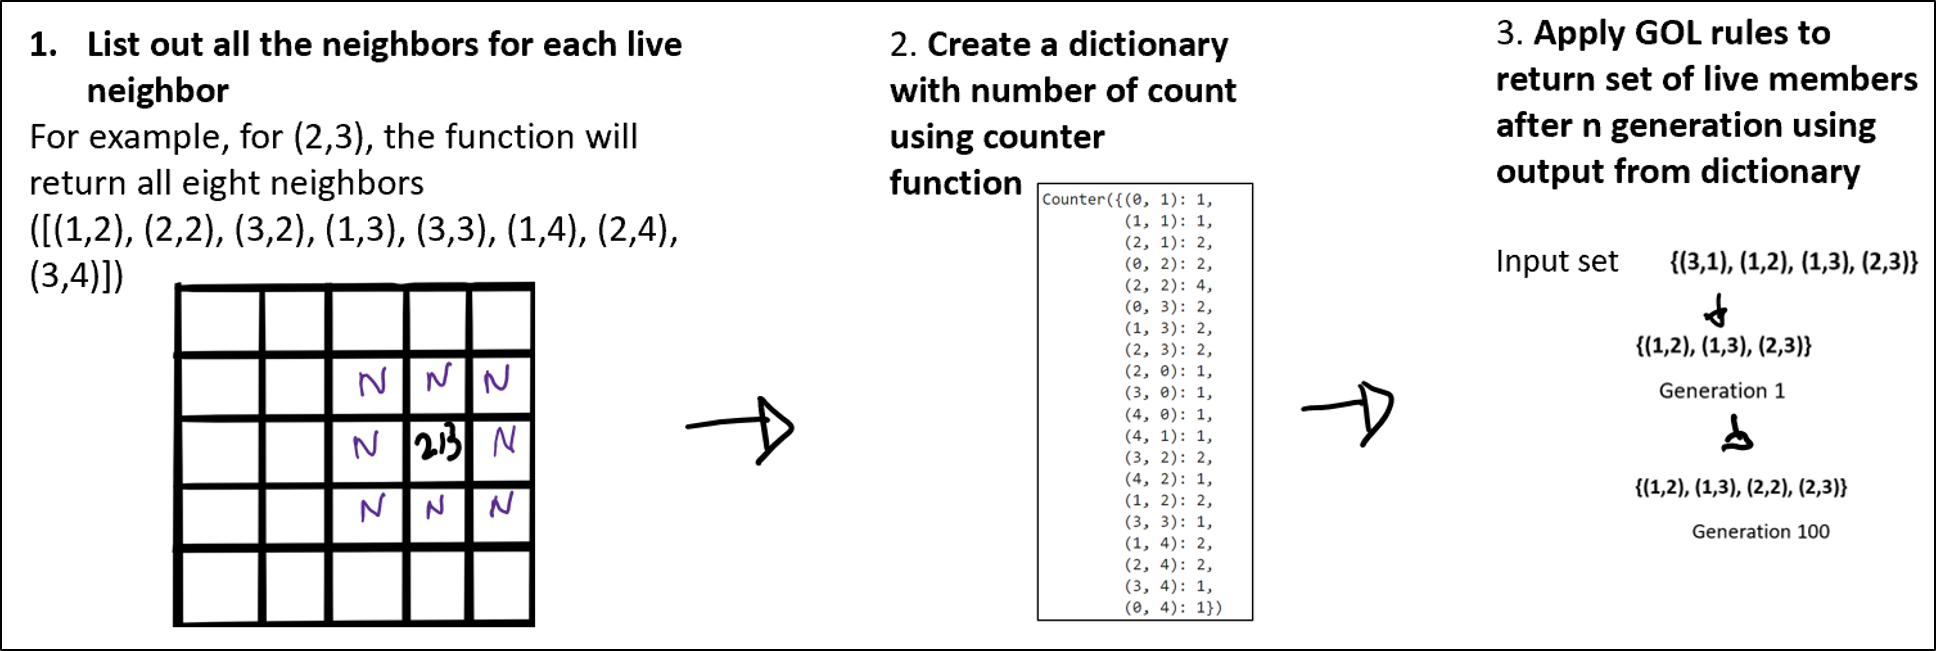 1. List out all the neighbors for each live
neighbor
For example, for (2,3), the function will
return all eight neighbors
([(1,2), (2,2), (3,2), (1,3), (3,3), (1,4), (2,4),
(3,4)])
N N N
N 2,3 N
N N N
2. Create a dictionary
with number of count
using counter
function
Counter({(0, 1): 1,
(1, 1): 1,
(2, 1): 2,
(0, 2): 2,
(2, 2): 4,
(0, 3): 2,
(1, 3): 2,
(2, 3): 2,
(2, 0): 1,
(3, 0): 1,
(4, 0): 1,
(4, 1): 1,
(3, 2): 2,
(4, 2): 1,
(1, 2): 2,
(3, 3): 1,
(1, 4): 2,
(2, 4): 2,
(3, 4): 1,
(0, 4): 1})
3. Apply GOL rules to
return set of live members
after n generation using
output from dictionary
Input set {(3,1), (1,2), (1,3), (2,3)}
{(1,2), (1,3), (2,3)}
Generation 1
{(1,2), (1,3), (2,2), (2,3)}
Generation 100